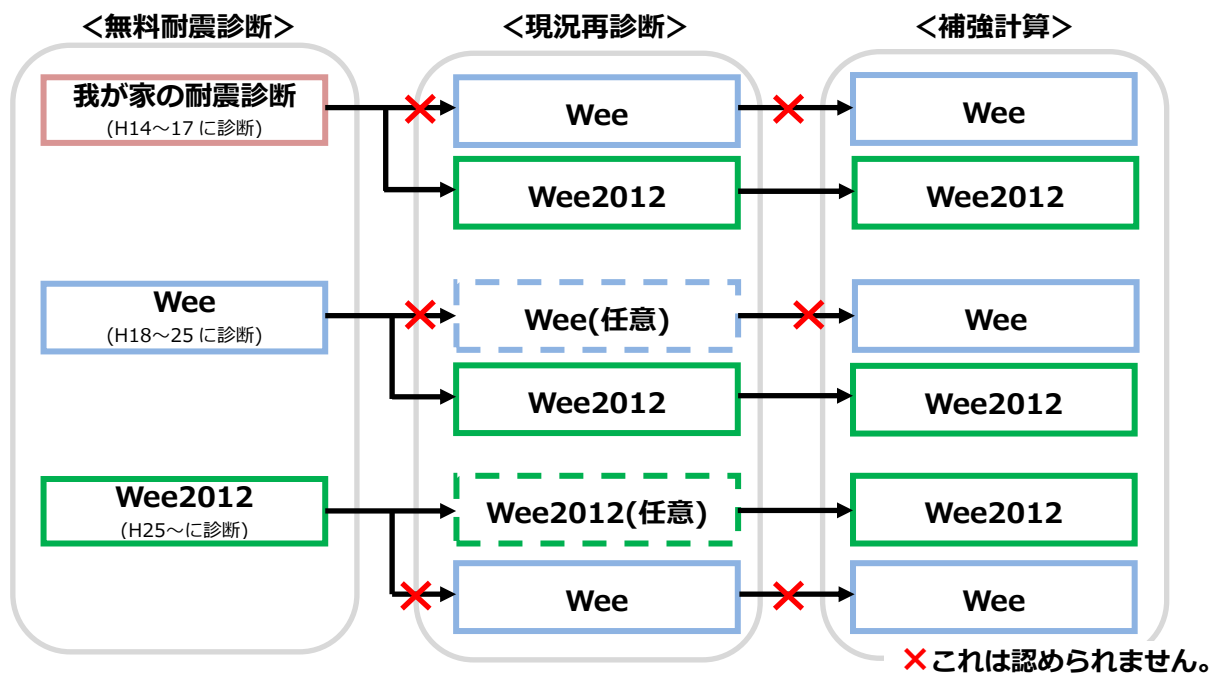 <無料耐震診断>
<現況再診断>
<補強計算>
我が家の耐震診断
(H14～17 に診断)
Wee
Wee
Wee2012
Wee2012
Wee
(H18～25 に診断)
Wee(任意)
Wee
Wee2012
Wee2012
Wee2012
(H25～に診断)
Wee2012(任意)
Wee2012
Wee
Wee
×これは認められません。